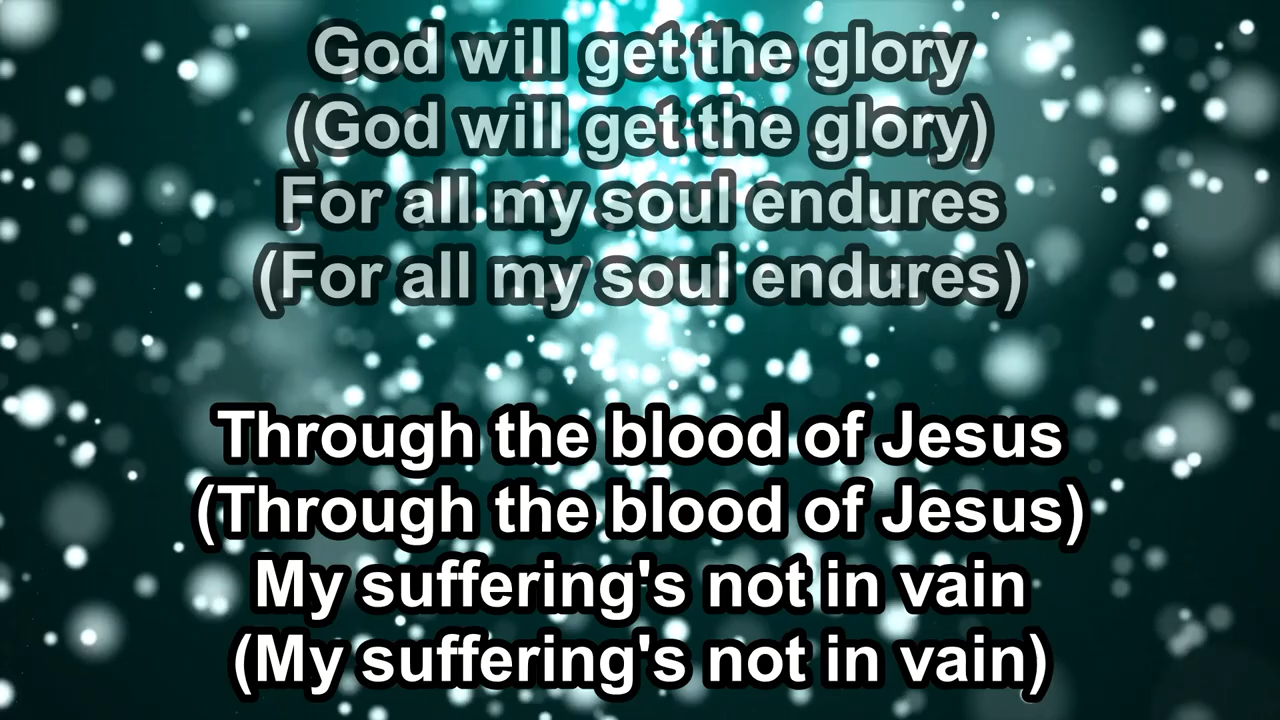 God will get the glory
(God will get the glory)
For all my soul endures
(For all my soul endures)
Through the blood of Jesus
(Through the blood of Jesus)
My suffering's not in vain
(My suffering's not in vain)